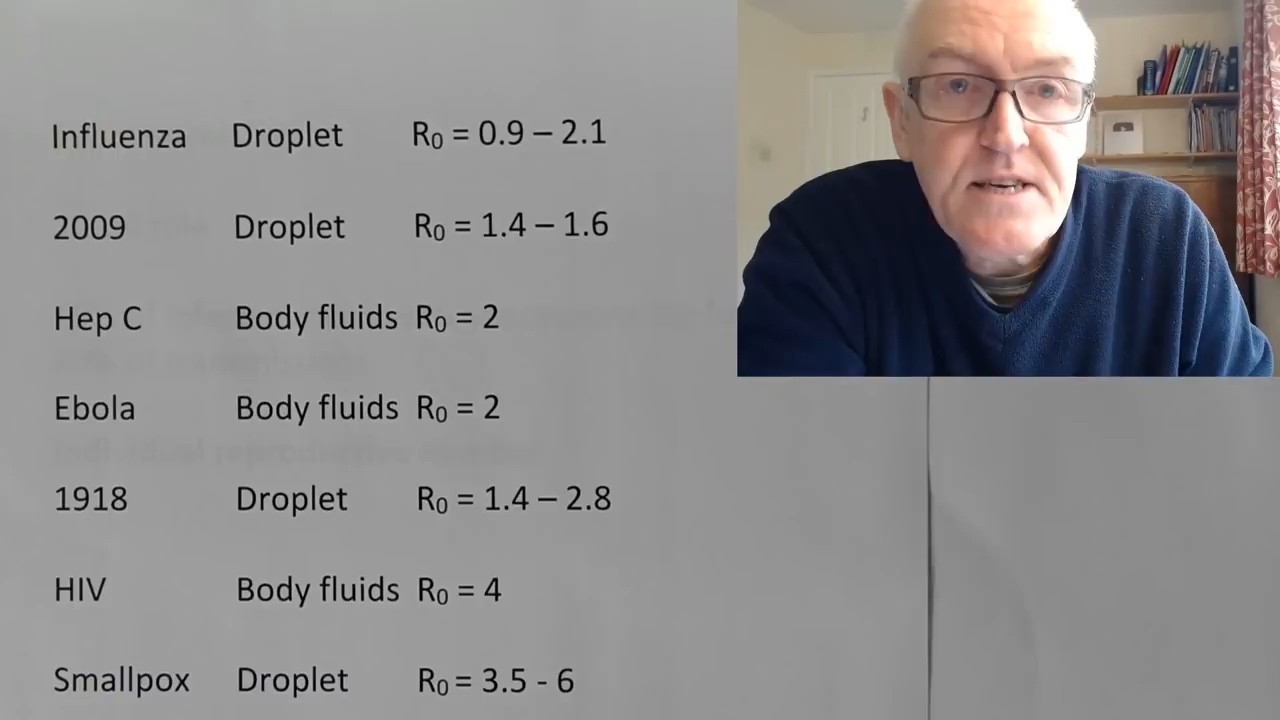 Influenza Droplet R₀ = 0.9 – 2.1
2009 Droplet R₀ = 1.4 – 1.6
Hep C Body fluids R₀ = 2
Ebola Body fluids R₀ = 2
1918 Droplet R₀ = 1.4 – 2.8
HIV Body fluids R₀ = 4
Smallpox Droplet R₀ = 3.5 - 6